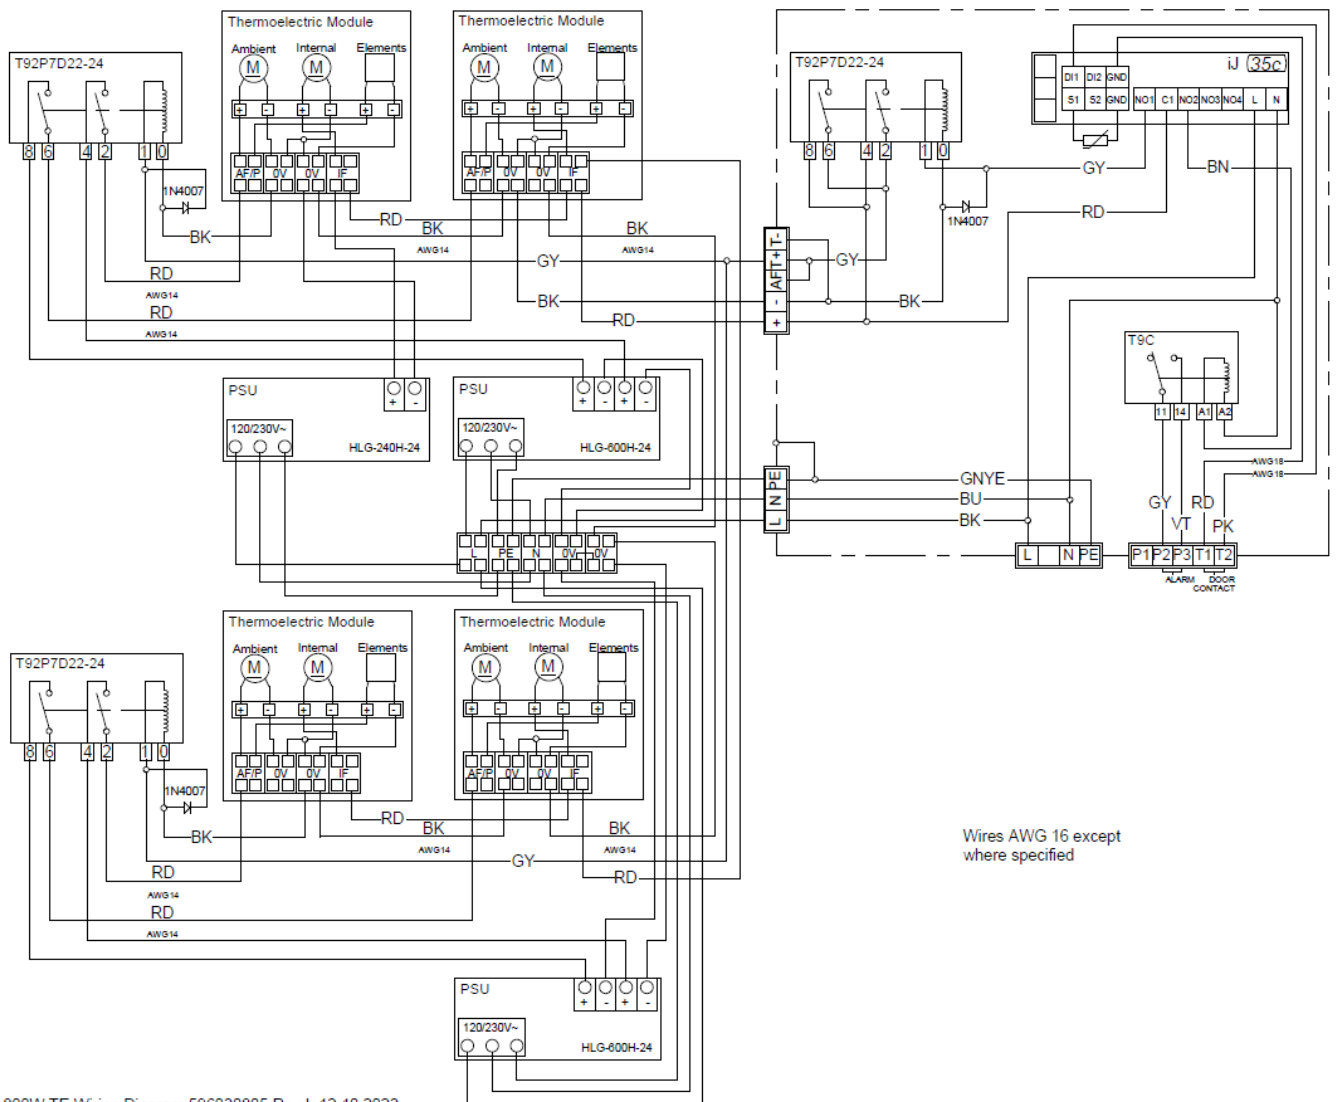 Thermoelectric Module
Ambient Internal Elements
M M
+ - + - + -
AF/P 0V 0V IF
Thermoelectric Module
Ambient Internal Elements
M M
+ - + - + -
AF/P 0V 0V IF
T92P7D22-24
8 6 4 2 1 0
1N4007
BK
RD
AWG14
RD
AWG14
RD
BK
AWG14
BK
AWG14
GY
BK
RD
T92P7D22-24
8 6 4 2 1 0
1N4007
iJ 35c
DI1 DI2 GND
S1 S2 GND NO1 C1 NO2 NO3 NO4 L N
GY
BN
RD
GY
BK
T-
T+
AF
-
+
T9C
11 14 A1 A2
AWG18
AWG18
GY
VT
RD
PK
PE
N
L
GNYE
BU
BK
L N PE
P1 P2 P3 T1 T2
ALARM DOOR
CONTACT
PSU
+ -
120/230V~
HLG-240H-24
PSU
+ - + -
120/230V~
HLG-600H-24
L PE N 0V 0V
Thermoelectric Module
Ambient Internal Elements
M M
+ - + - + -
AF/P 0V 0V IF
Thermoelectric Module
Ambient Internal Elements
M M
+ - + - + -
AF/P 0V 0V IF
T92P7D22-24
8 6 4 2 1 0
1N4007
BK
RD
AWG14
RD
AWG14
RD
BK
AWG14
BK
AWG14
GY
RD
PSU
+ - + -
120/230V~
HLG-600H-24
Wires AWG 16 except
where specified